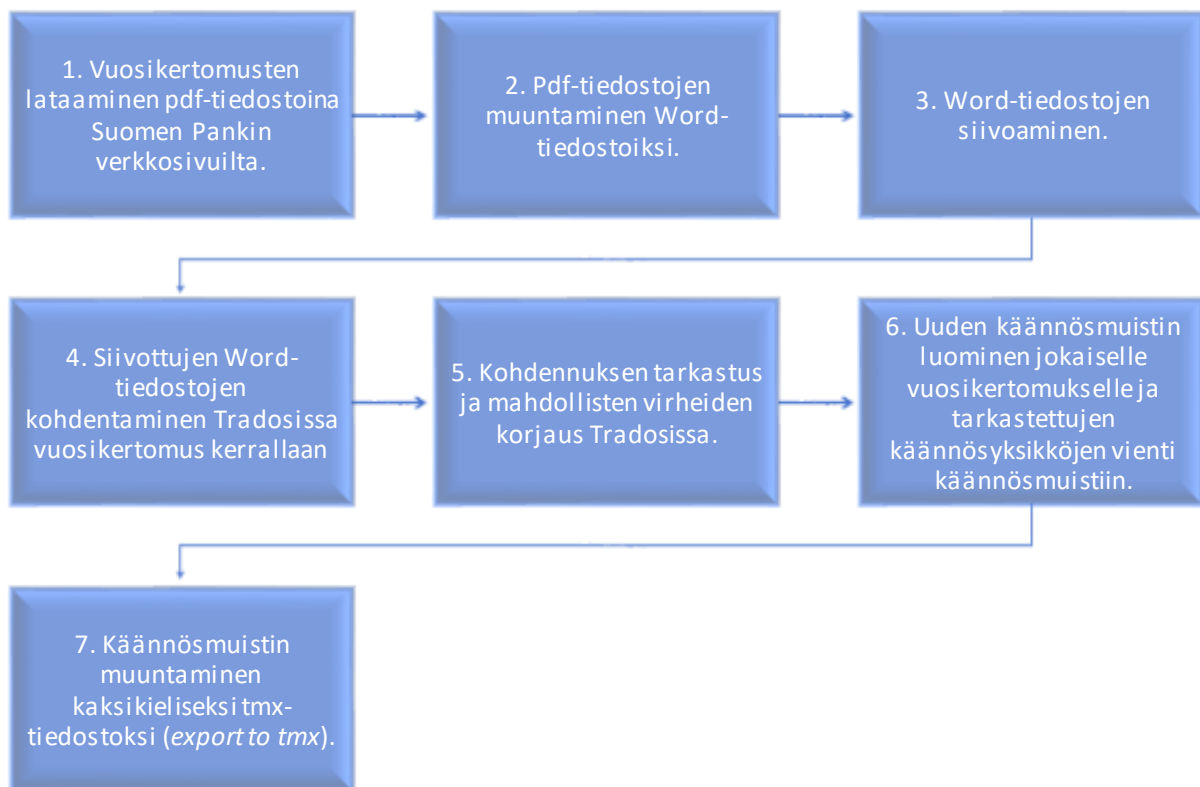 1. Vuosikertomusten
lataaminen pdf-tiedostoina
Suomen Pankin
verkkosivuilta.
2. Pdf-tiedostojen
muuntaminen Word-
tiedostoiksi.
3. Word-tiedostojen
siivoaminen.
4. Siivottujen Word-
tiedostojen
kohdentaminen Tradosissa
vuosikertomus kerrallaan
5. Kohdennuksen tarkastus
ja mahdollisten virheiden
korjaus Tradosissa.
6. Uuden käännösmuistin
luominen jokaiselle
vuosikertomukselle ja
tarkastettujen
käännösyksikköjen vienti
käännösmuistiin.
7. Käännösmuistin
muuntaminen
kaksikieliseksi tmx-
tiedostoksi (export to tmx).